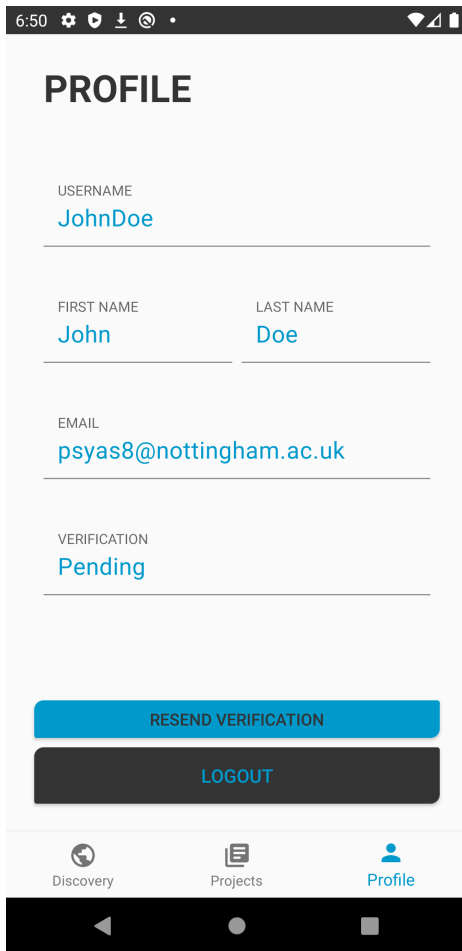 6:50
PROFILE
USERNAME
JohnDoe
FIRST NAME LAST NAME
John Doe
EMAIL
psyas8@nottingham.ac.uk
VERIFICATION
Pending
RESEND VERIFICATION
LOGOUT
Discovery Projects Profile